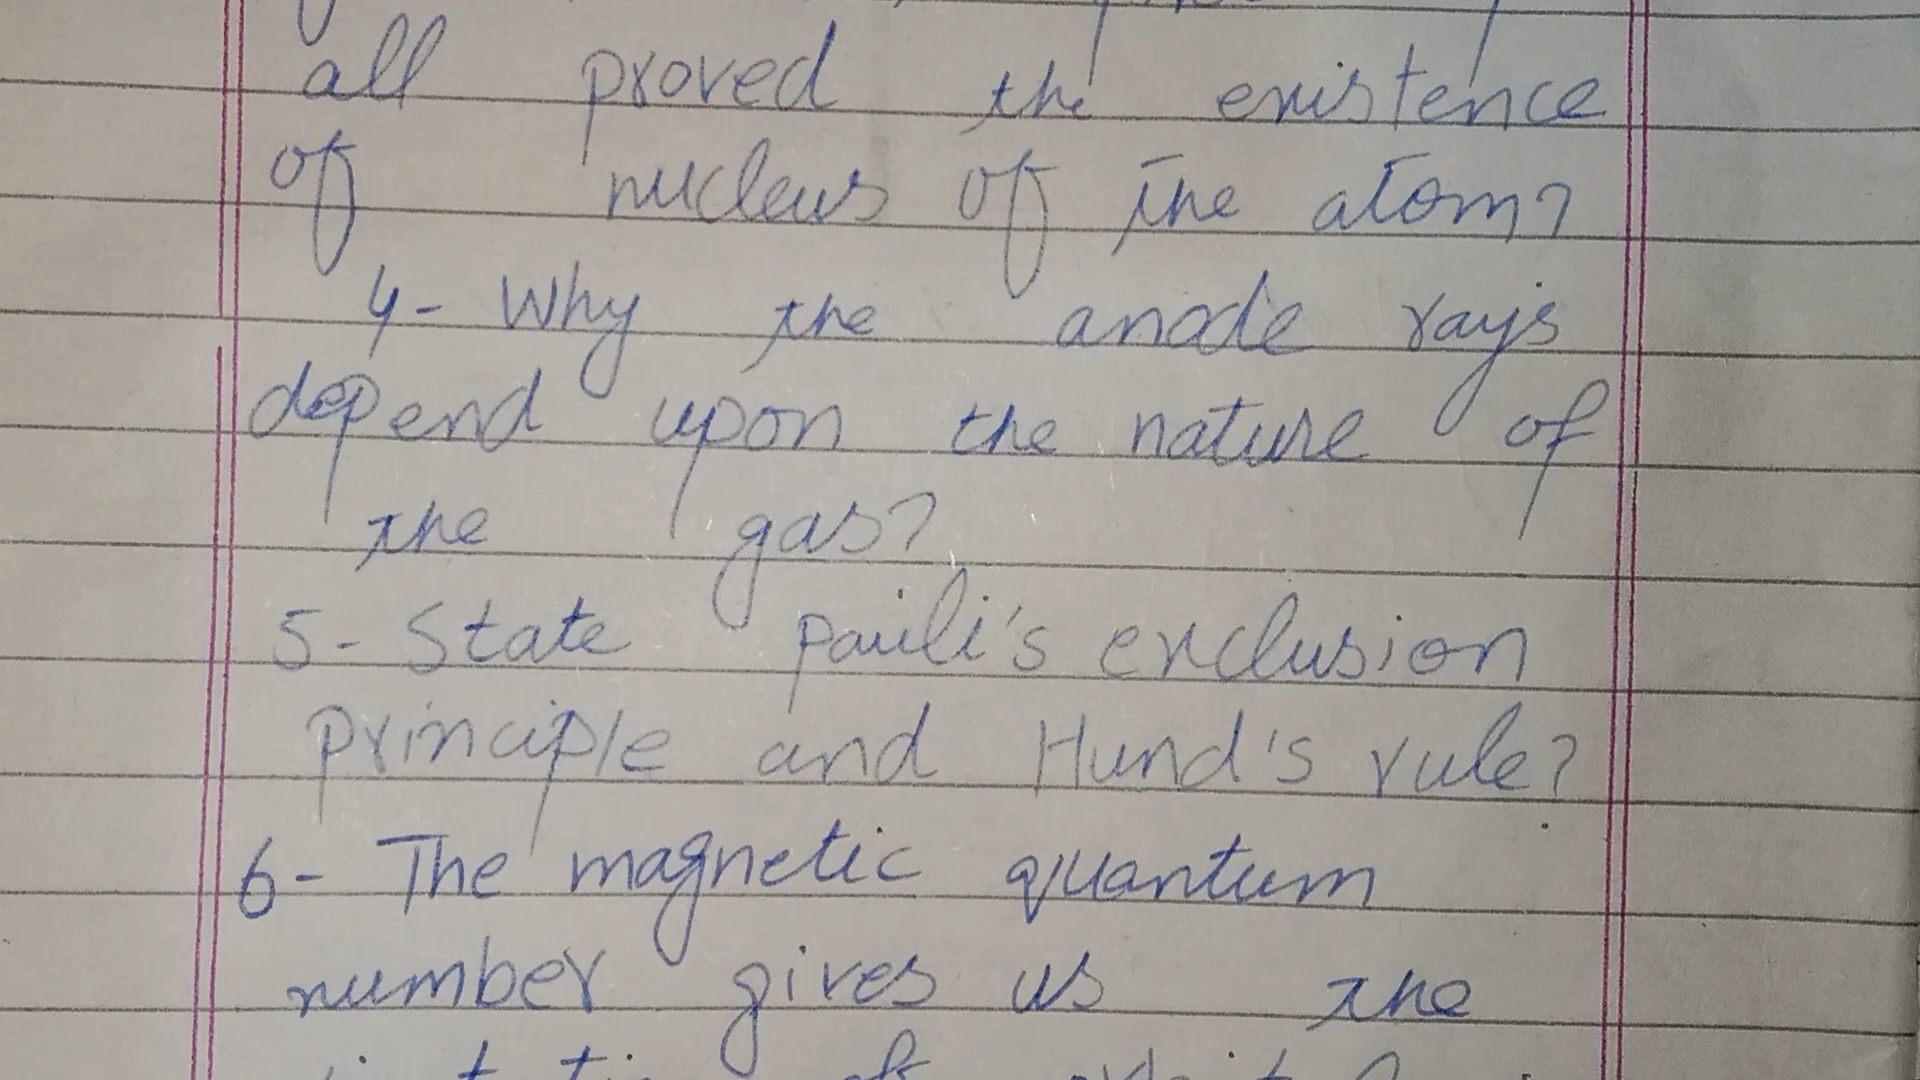 all proved the existence
of nucleus of the atom?
4- Why the anode rays
depend upon the nature of
the gas?
5- State Pauli's exclusion
principle and Hund's rule?
6- The magnetic quantum
number gives us the
of